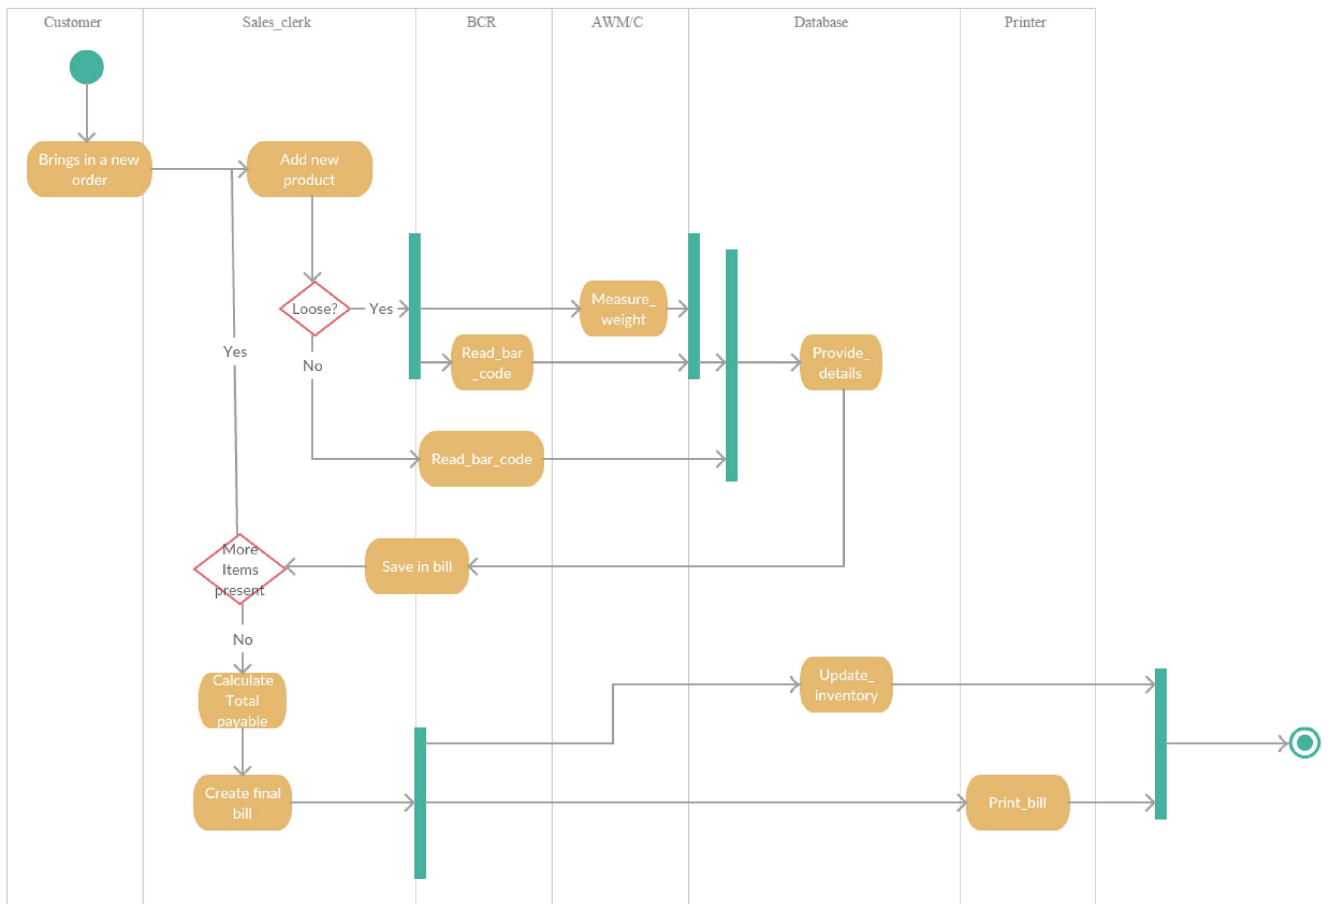 Customer
Sales_clerk
BCR
AWM/C
Database
Printer
Brings in a new
order
Add new
product
Loose?
Yes
Measure_
weight
Yes
No
Read_bar
_code
Provide_
details
Read_bar_code
More
Items
present
Save in bill
No
Calculate
Total
payable
Update_
inventory
Create final
bill
Print_bill